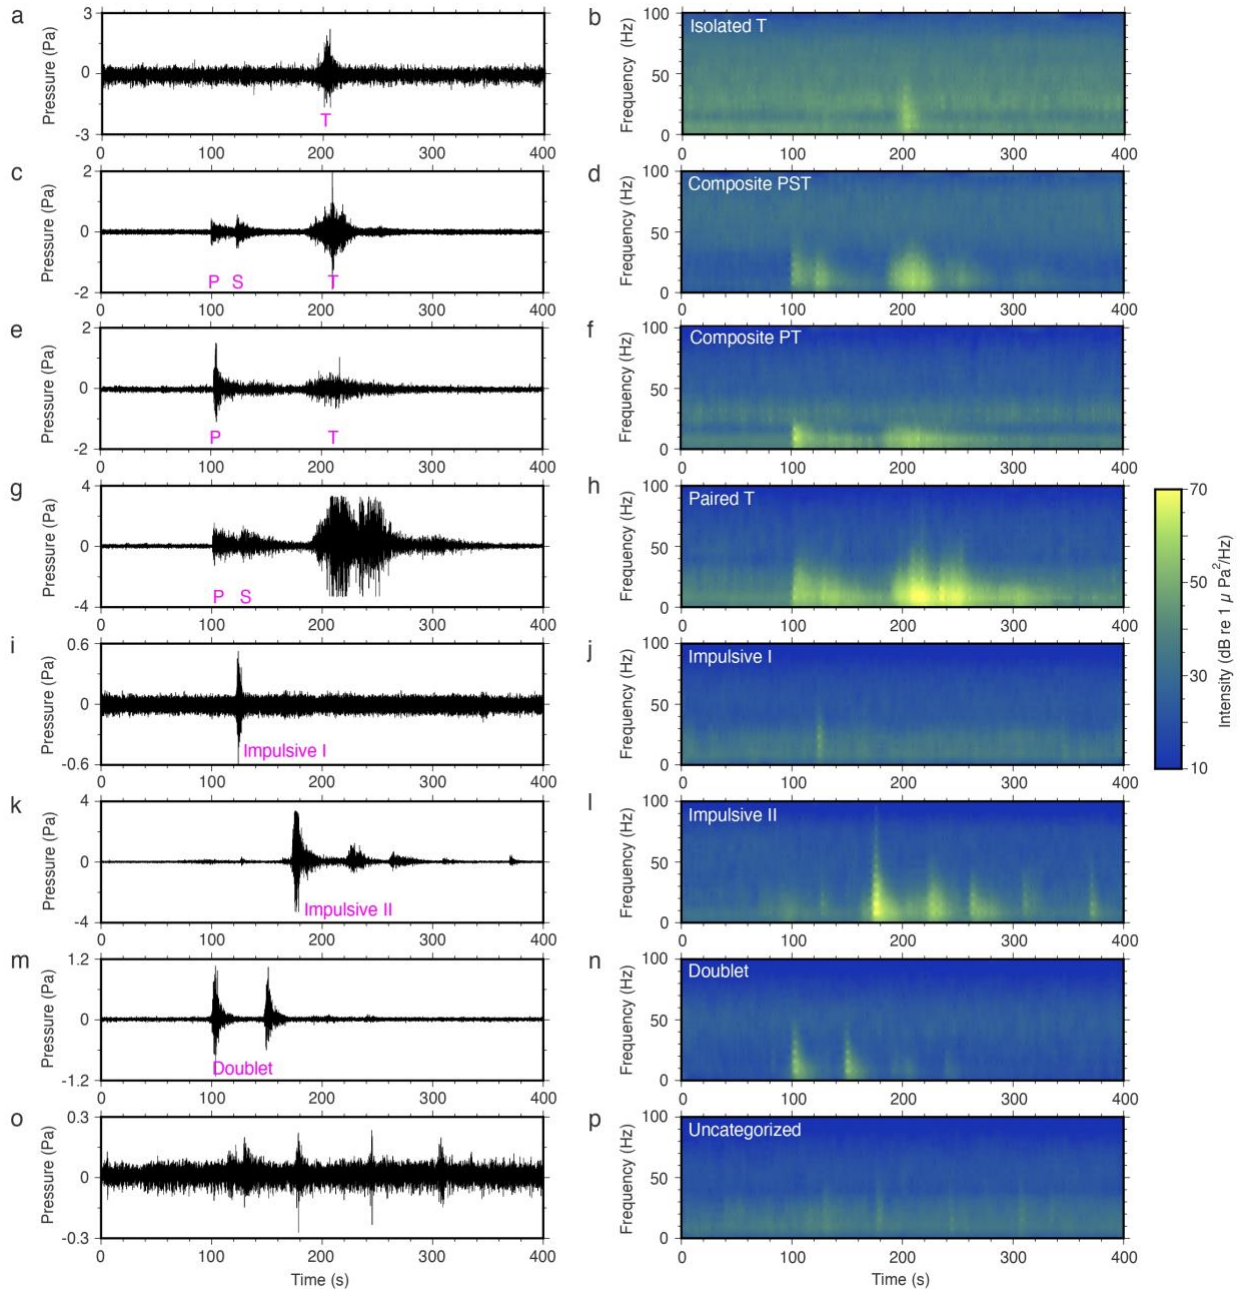 a
Pressure (Pa)
3
0
-3
T
0 100 200 300 400
b
Frequency (Hz)
100
50
0
Isolated T
0 100 200 300 400
c
Pressure (Pa)
2
0
-2
P S T
0 100 200 300 400
d
Frequency (Hz)
100
50
0
Composite PST
0 100 200 300 400
e
Pressure (Pa)
2
0
-2
P T
0 100 200 300 400
f
Frequency (Hz)
100
50
0
Composite PT
0 100 200 300 400
g
Pressure (Pa)
4
0
-4
P S
0 100 200 300 400
h
Frequency (Hz)
100
50
0
Paired T
0 100 200 300 400
i
Pressure (Pa)
0.6
0
-0.6
Impulsive I
0 100 200 300 400
j
Frequency (Hz)
100
50
0
Impulsive I
0 100 200 300 400
k
Pressure (Pa)
4
0
-4
Impulsive II
0 100 200 300 400
l
Frequency (Hz)
100
50
0
Impulsive II
0 100 200 300 400
m
Pressure (Pa)
1.2
0
-1.2
Doublet
0 100 200 300 400
n
Frequency (Hz)
100
50
0
Doublet
0 100 200 300 400
o
Pressure (Pa)
0.3
0
-0.3
0 100 200 300 400
Time (s)
p
Frequency (Hz)
100
50
0
Uncategorized
0 100 200 300 400
Time (s)
70
50
30
10
Intensity (dB re 1 μ Pa²/Hz)